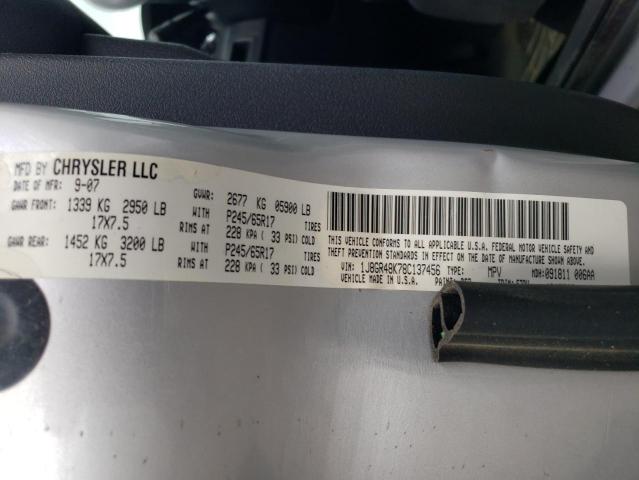 MFD BY CHRYSLER LLC
DATE OF MFR: 9-07 GVWR: 2677 KG 05900 LB
GAWR FRONT: 1339 KG 2950 LB WITH P245/65R17 TIRES
17X7.5 RIMS AT 228 KPA ( 33 PSI) COLD
GAWR REAR: 1452 KG 3200 LB WITH P245/65R17 TIRES
17X7.5 RIMS AT 228 KPA ( 33 PSI) COLD
THIS VEHICLE CONFORMS TO ALL APPLICABLE U.S.A. FEDERAL MOTOR VEHICLE SAFETY AND
THEFT PREVENTION STANDARDS IN EFFECT ON THE DATE OF MANUFACTURE SHOWN ABOVE.
VIN: 1J8GR48K78C137456 TYPE: MPV MDH:091811 006AA
VEHICLE MADE IN U.S.A.